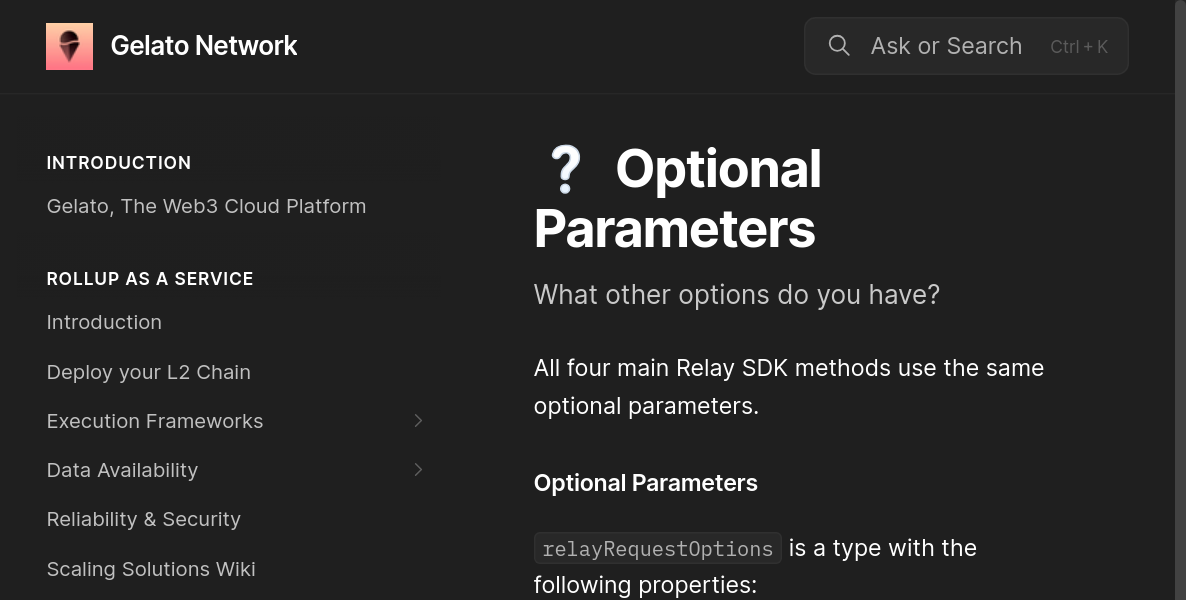 Gelato Network
Ask or Search Ctrl + K
INTRODUCTION
Gelato, The Web3 Cloud Platform
ROLLUP AS A SERVICE
Introduction
Deploy your L2 Chain
Execution Frameworks
Data Availability
Reliability & Security
Scaling Solutions Wiki
❔ Optional
Parameters
What other options do you have?
All four main Relay SDK methods use the same
optional parameters.
Optional Parameters
relayRequestOptions is a type with the
following properties: